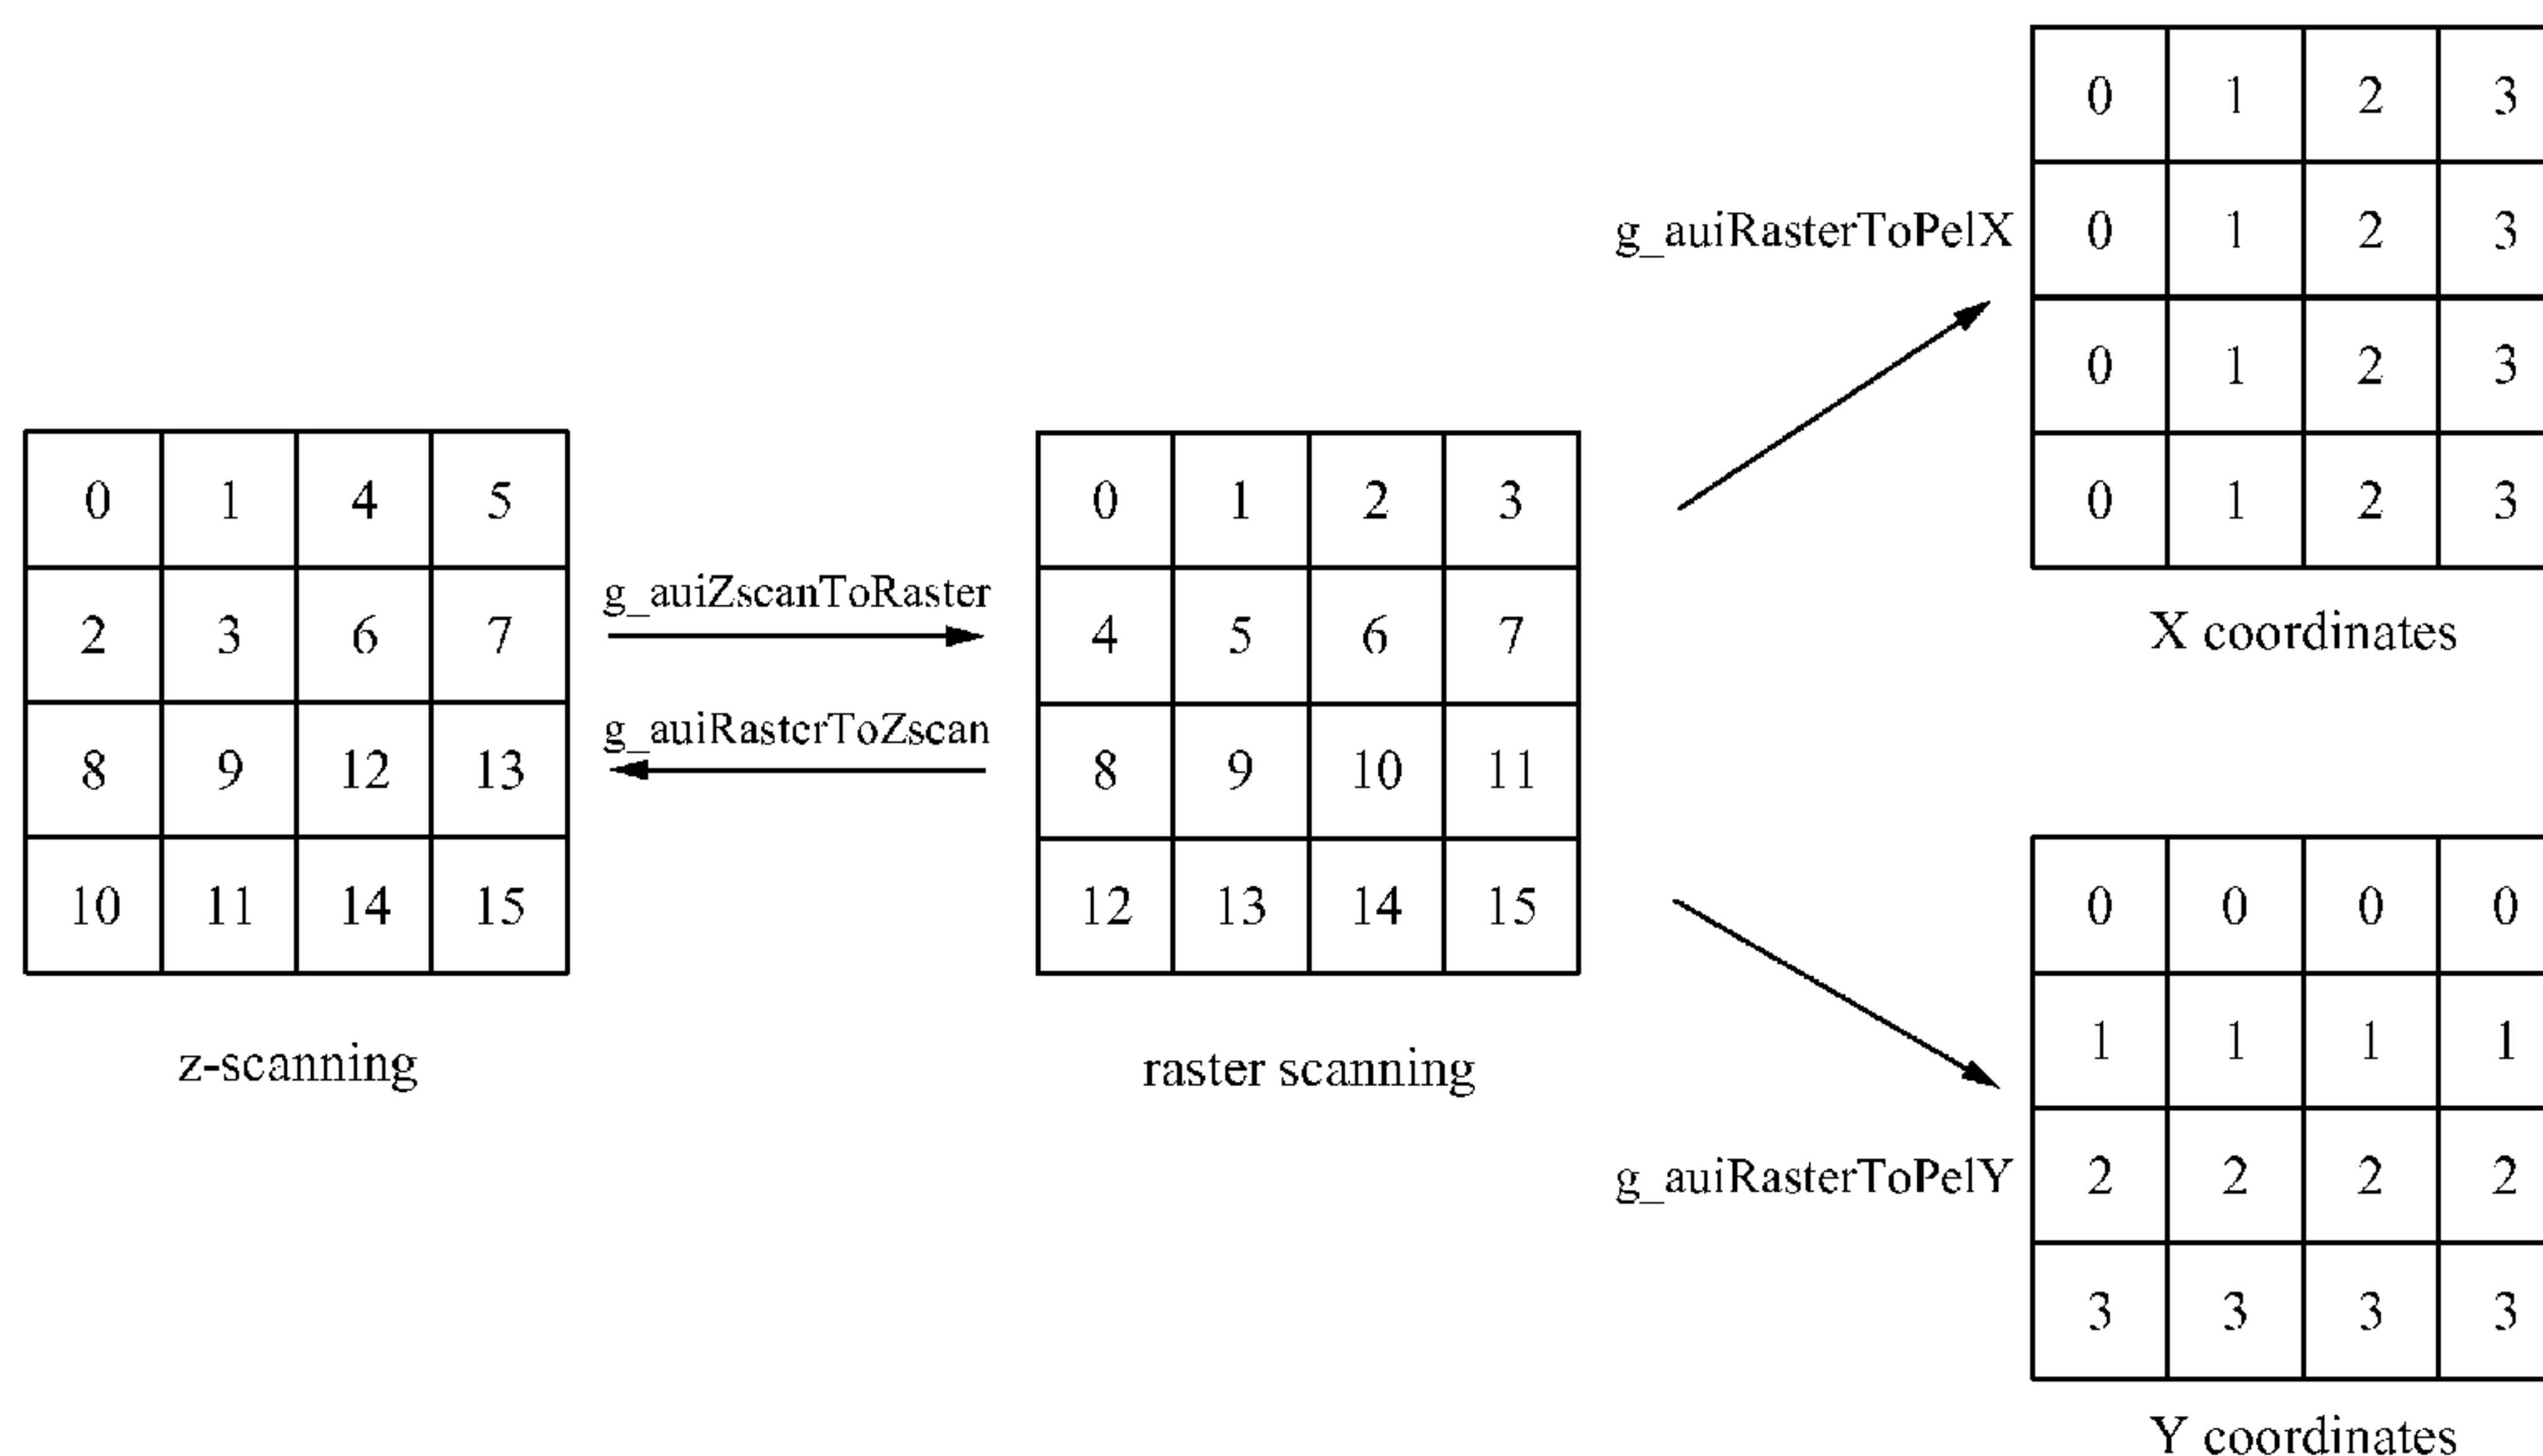 0 1 2 3
g_auiRasterToPelX
0 1 2 3
0 1 2 3
0 1 2 3
X coordinates
0 1 4 5
2 3 6 7
8 9 12 13
10 11 14 15
z-scanning
g_auiZscanToRaster
g_auiRasterToZscan
0 1 2 3
4 5 6 7
8 9 10 11
12 13 14 15
raster scanning
0 0 0 0
1 1 1 1
g_auiRasterToPelY
2 2 2 2
3 3 3 3
Y coordinates